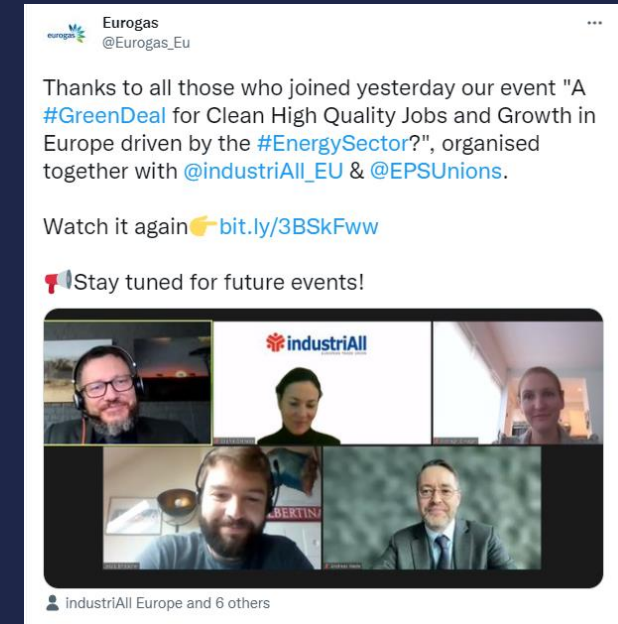 eurogas
Eurogas
@Eurogas_Eu
Thanks to all those who joined yesterday our event "A
#GreenDeal for Clean High Quality Jobs and Growth in
Europe driven by the #EnergySector?", organised
together with @industriAll_EU & @EPSUnions.
Watch it again👉bit.ly/3BSkFww
📢Stay tuned for future events!
industriAll
LBERTINA
industriAll Europe and 6 others